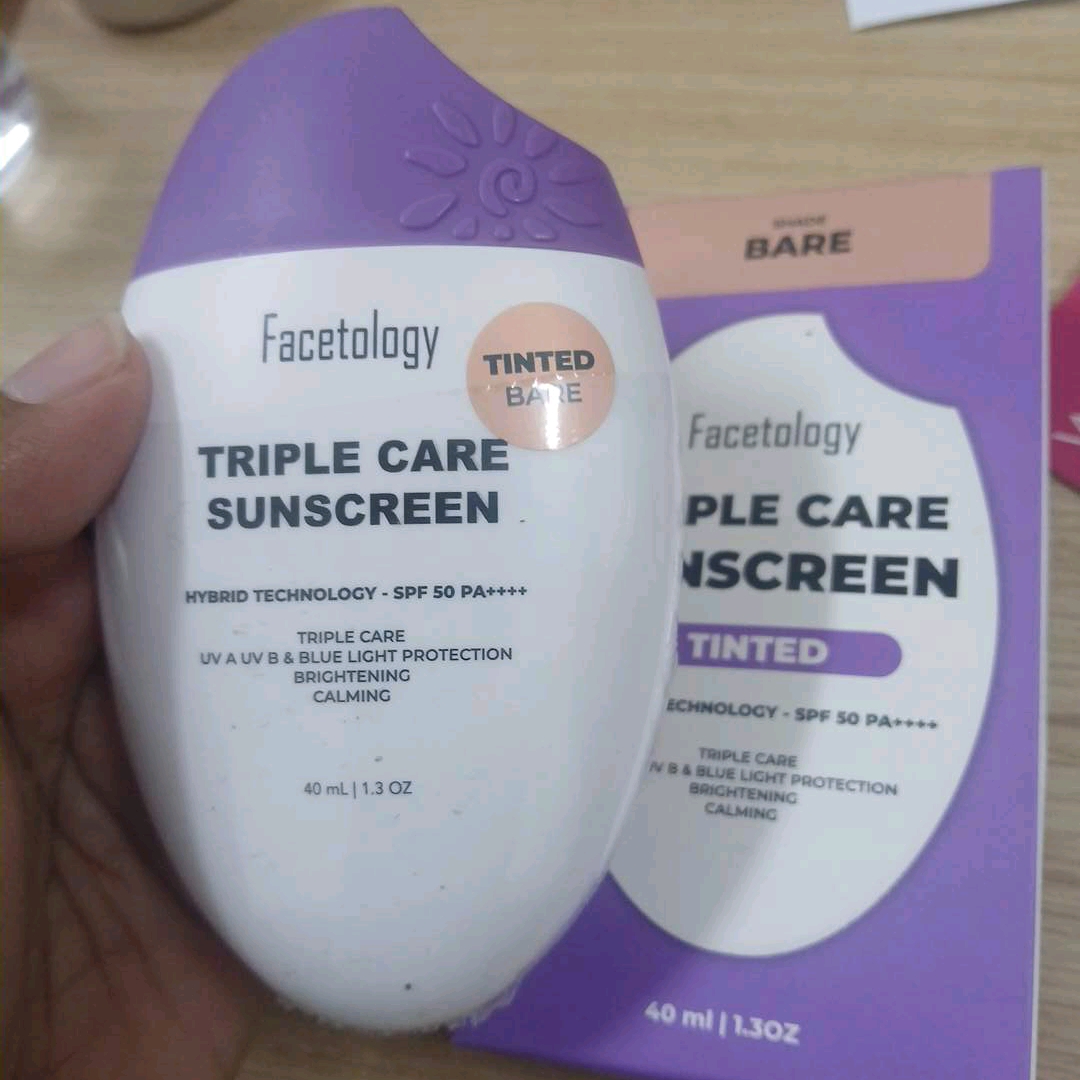 Facetology
TINTED
BARE
TRIPLE CARE
SUNSCREEN
HYBRID TECHNOLOGY - SPF 50 PA++++
TRIPLE CARE
UV A UV B & BLUE LIGHT PROTECTION
BRIGHTENING
CALMING
40 mL | 1.3 OZ
SHADE
BARE
Facetology
PLE CARE
NSCREEN
TINTED
ECHNOLOGY - SPF 50 PA++++
TRIPLE CARE
V B & BLUE LIGHT PROTECTION
BRIGHTENING
CALMING
40 ml | 1.3OZ